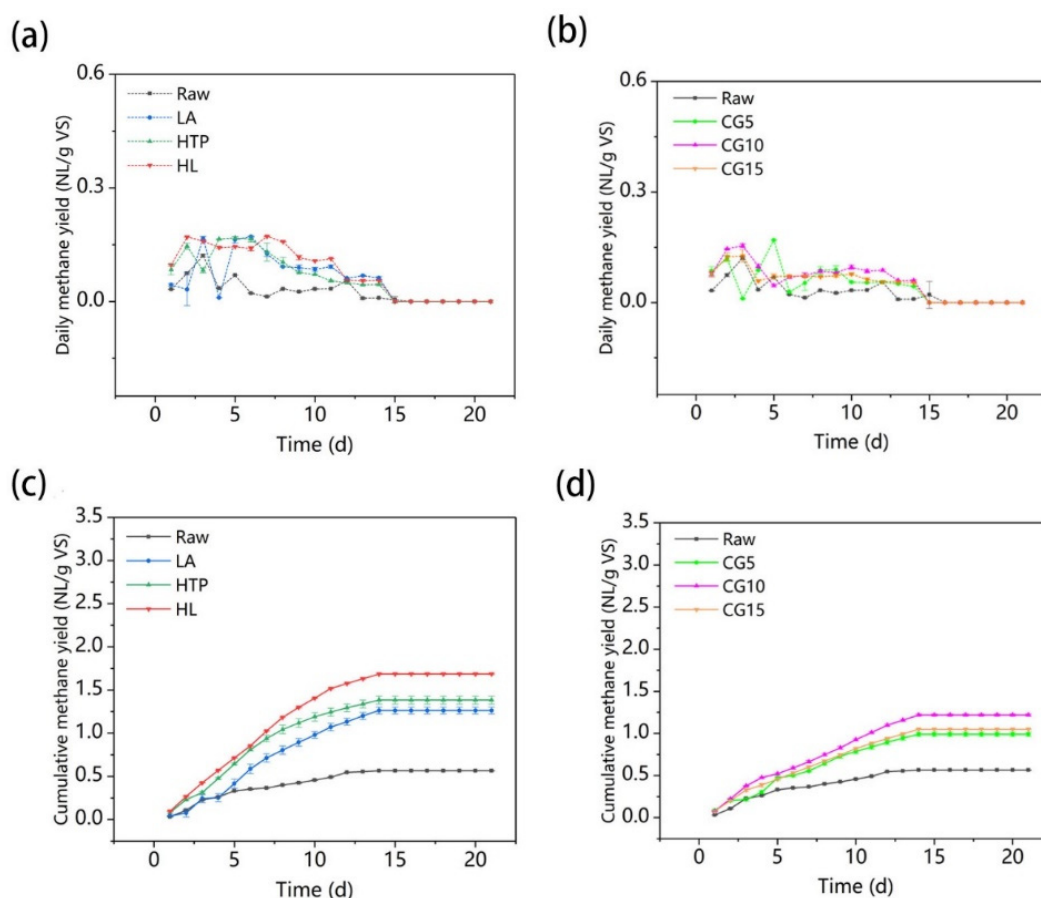 (a)
0.6
0.3
0.0
Daily methane yield (NL/g VS)
Raw
LA
HTP
HL
0 5 10 15 20
Time (d)
(b)
0.6
0.3
0.0
Daily methane yield (NL/g VS)
Raw
CG5
CG10
CG15
0 5 10 15 20
Time (d)
(c)
3.5
3.0
2.5
2.0
1.5
1.0
0.5
0.0
Cumulative methane yield (NL/g VS)
Raw
LA
HTP
HL
0 5 10 15 20
Time (d)
(d)
3.5
3.0
2.5
2.0
1.5
1.0
0.5
0.0
Cumulative methane yield (NL/g VS)
Raw
CG5
CG10
CG15
0 5 10 15 20
Time (d)